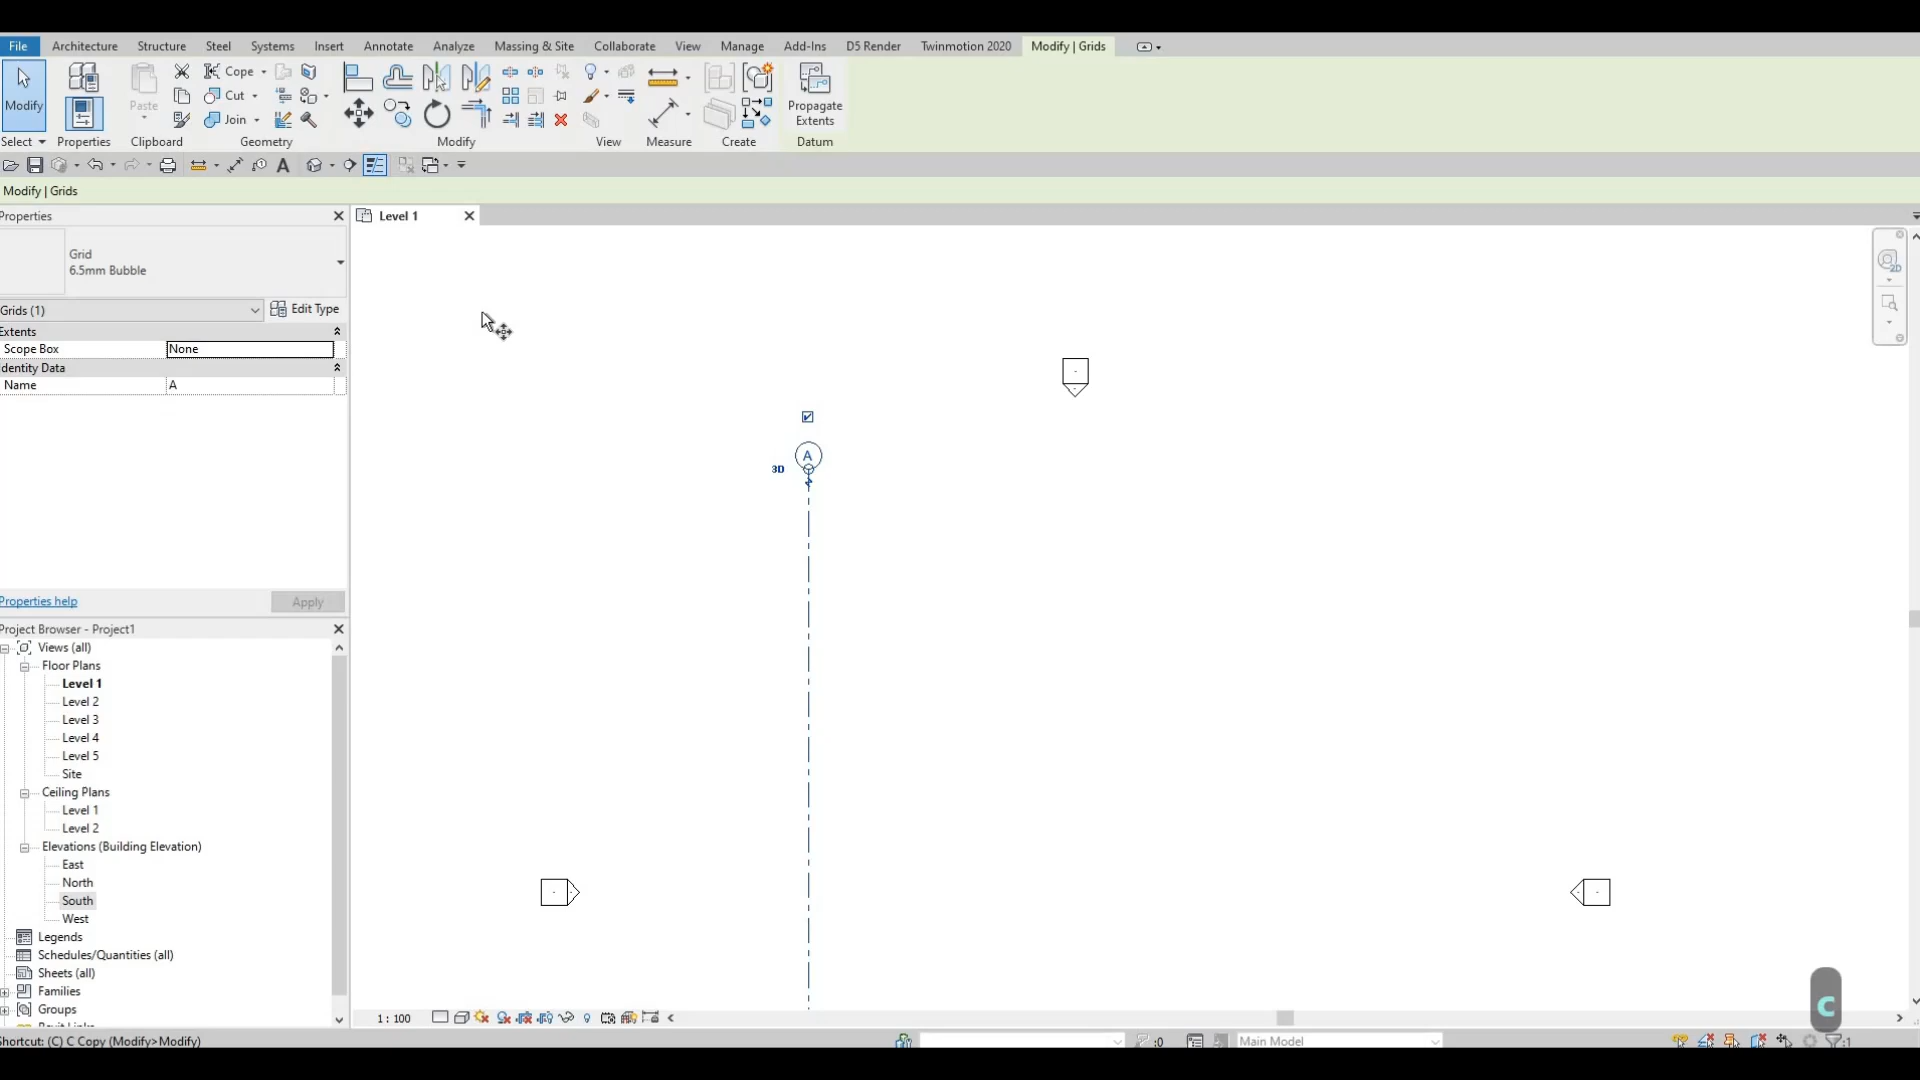 File Architecture Structure Steel Systems Insert Annotate Analyze Massing & Site Collaborate View Manage Add-Ins D5 Render Twinmotion 2020 Modify | Grids
Modify
Paste
Cope
Cut
Join
Propagate
Extents
Select Properties Clipboard Geometry Modify View Measure Create Datum
A
Modify | Grids
Properties
Level 1
Grid
6.5mm Bubble
Grids (1) Edit Type
Extents
Scope Box None
Identity Data
Name A
2D
A
3D
Properties help Apply
Project Browser - Project1
Views (all)
Floor Plans
Level 1
Level 2
Level 3
Level 4
Level 5
Site
Ceiling Plans
Level 1
Level 2
Elevations (Building Elevation)
East
North
South
West
Legends
Schedules/Quantities (all)
Sheets (all)
Families
Groups
1 : 100
c
Shortcut: (C) C Copy (Modify>Modify)
:0
Main Model
:1